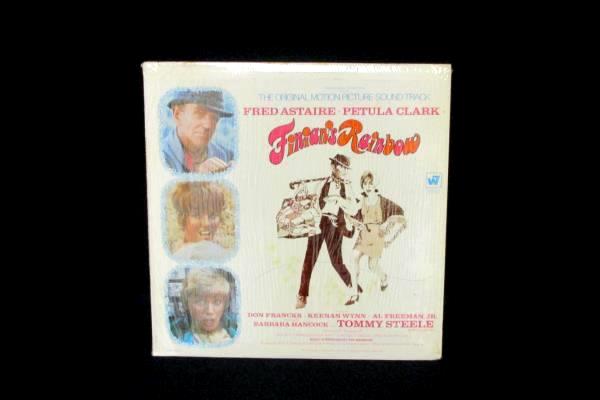 THE ORIGINAL MOTION PICTURE SOUND TRACK
FRED ASTAIRE · PETULA CLARK
Finian's Rainbow
W7
DON FRANCKS · KEENAN WYNN · AL FREEMAN, JR.
BARBARA HANCOCK TOMMY STEELE